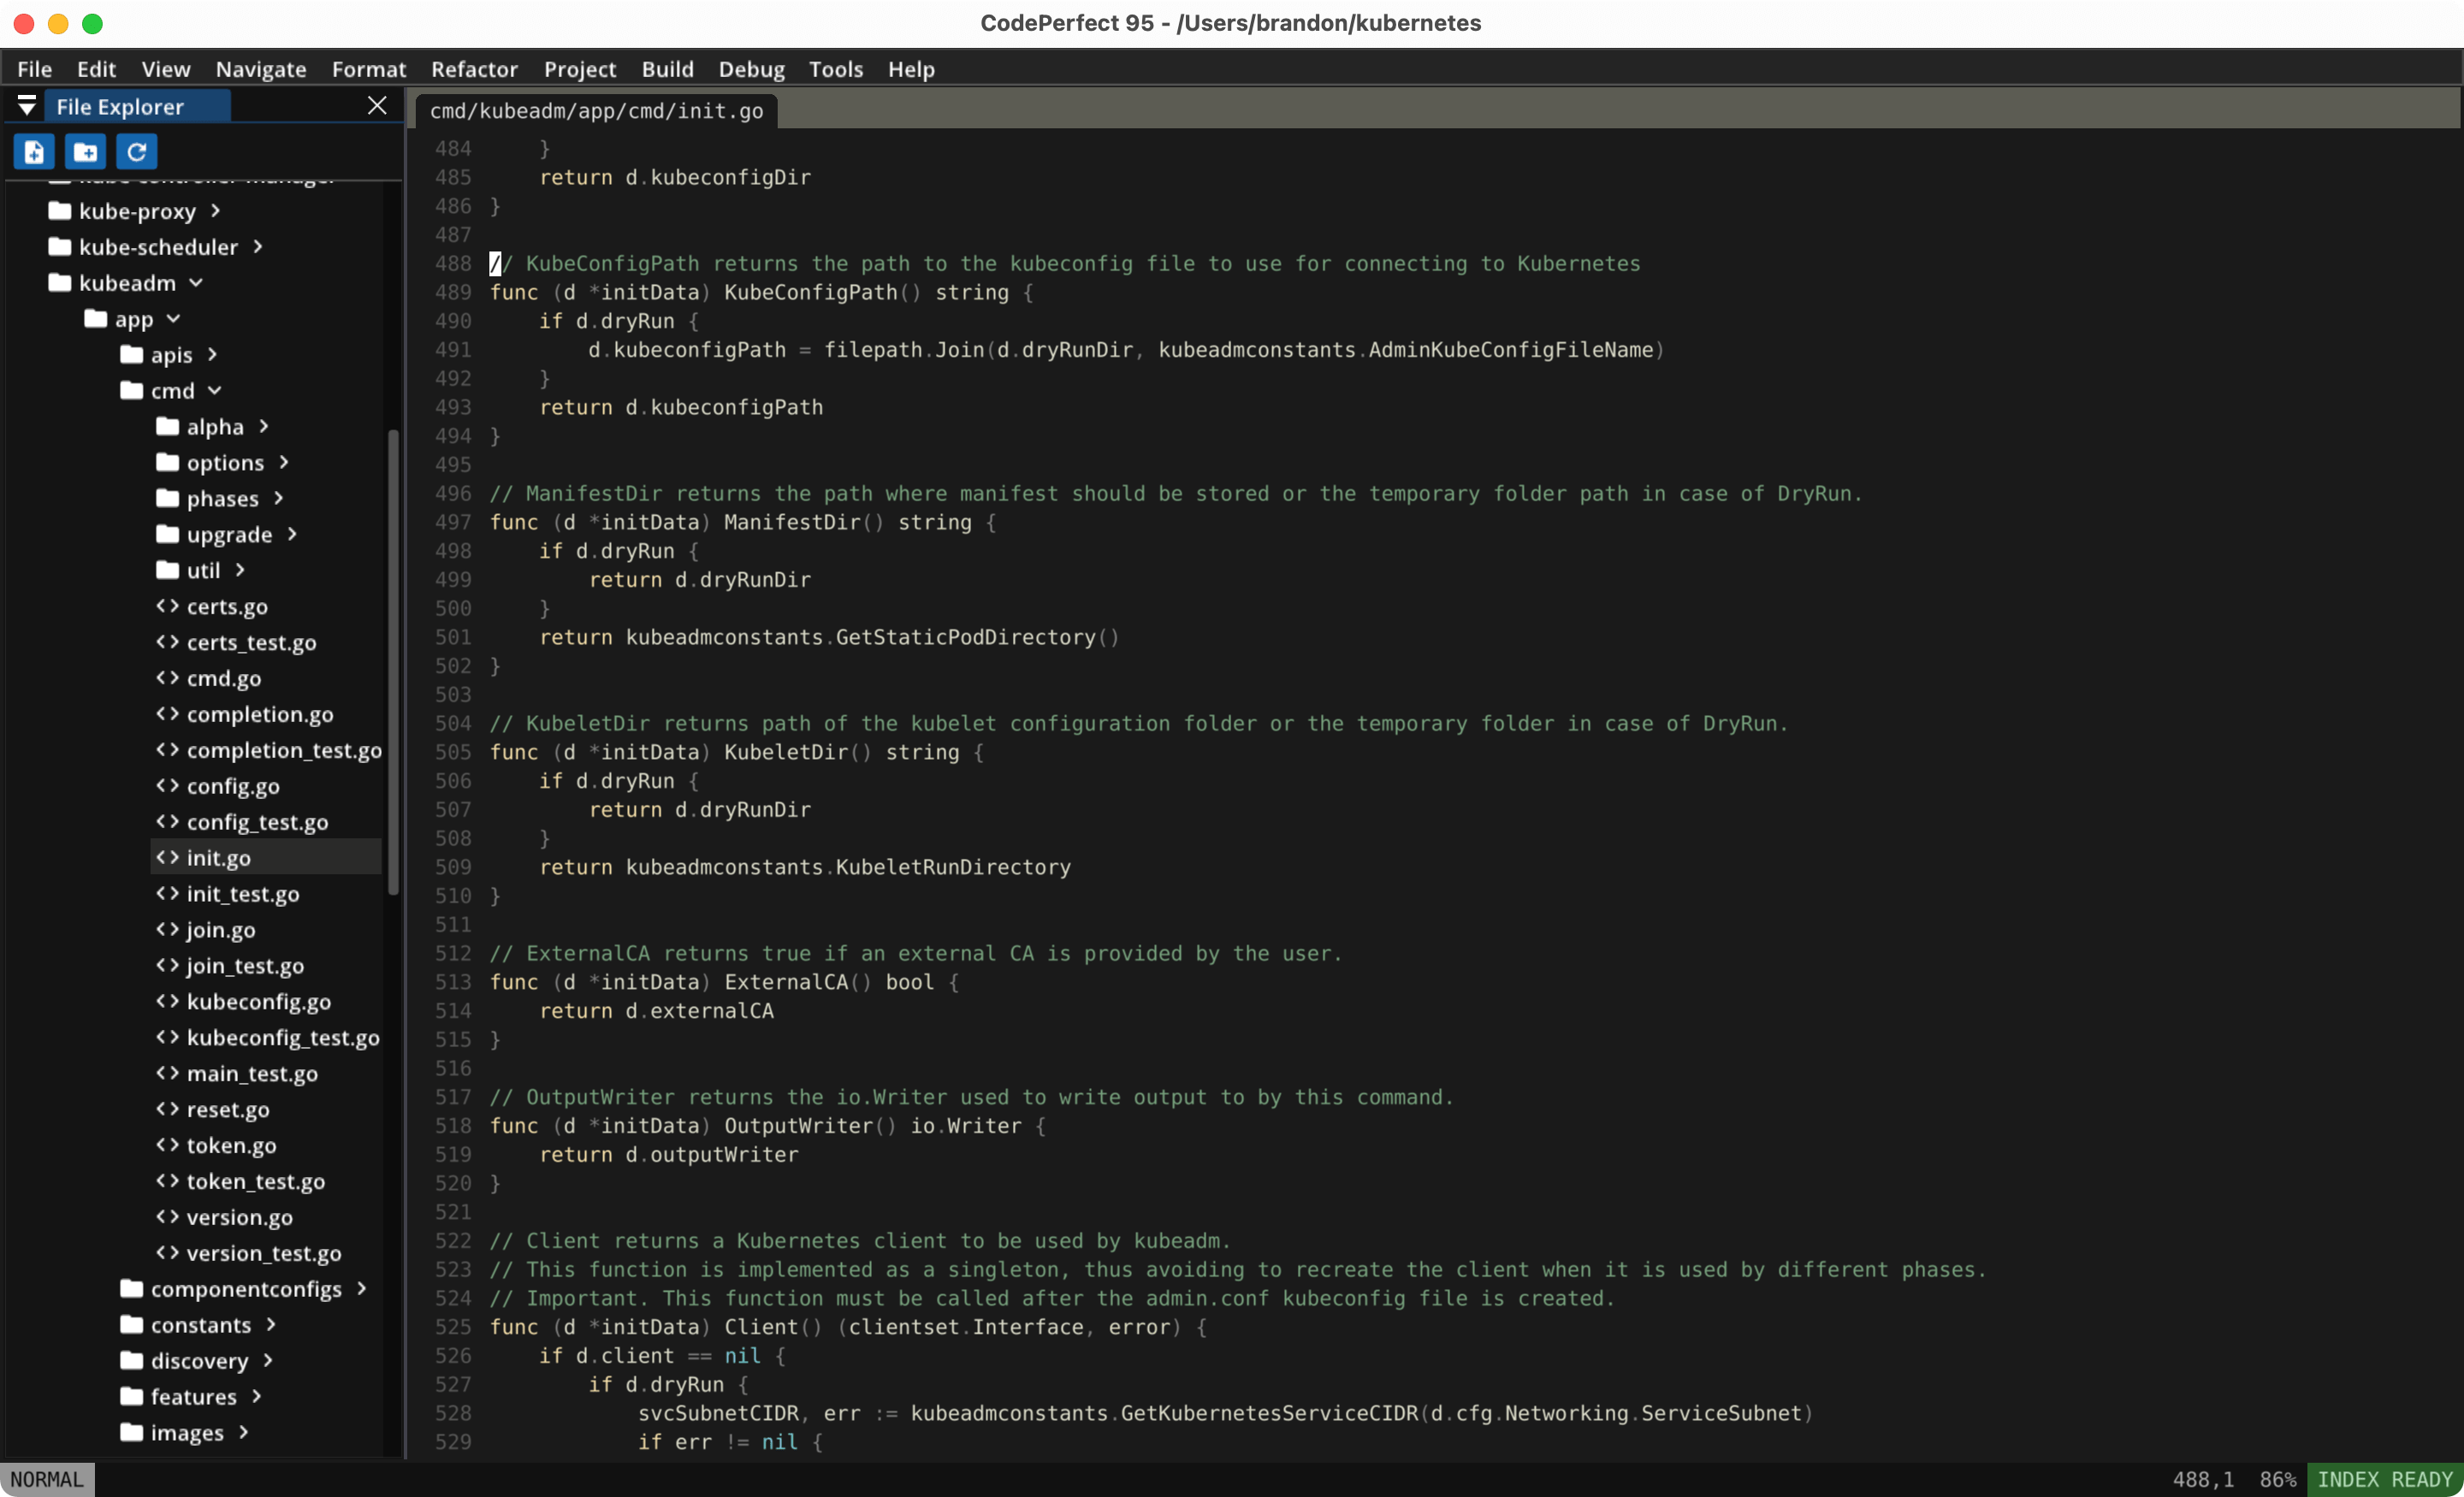 CodePerfect 95 - /Users/brandon/kubernetes
File Edit View Navigate Format Refactor Project Build Debug Tools Help
File Explorer
kube-proxy
kube-scheduler
kubeadm
app
apis
cmd
alpha
options
phases
upgrade
util
certs.go
certs_test.go
cmd.go
completion.go
completion_test.go
config.go
config_test.go
init.go
init_test.go
join.go
join_test.go
kubeconfig.go
kubeconfig_test.go
main_test.go
reset.go
token.go
token_test.go
version.go
version_test.go
componentconfigs
constants
discovery
features
images
cmd/kubeadm/app/cmd/init.go
484     }
485     return d.kubeconfigDir
486 }
487
488 // KubeConfigPath returns the path to the kubeconfig file to use for connecting to Kubernetes
489 func (d *initData) KubeConfigPath() string {
490     if d.dryRun {
491         d.kubeconfigPath = filepath.Join(d.dryRunDir, kubeadmconstants.AdminKubeConfigFileName)
492     }
493     return d.kubeconfigPath
494 }
495
496 // ManifestDir returns the path where manifest should be stored or the temporary folder path in case of DryRun.
497 func (d *initData) ManifestDir() string {
498     if d.dryRun {
499         return d.dryRunDir
500     }
501     return kubeadmconstants.GetStaticPodDirectory()
502 }
503
504 // KubeletDir returns path of the kubelet configuration folder or the temporary folder in case of DryRun.
505 func (d *initData) KubeletDir() string {
506     if d.dryRun {
507         return d.dryRunDir
508     }
509     return kubeadmconstants.KubeletRunDirectory
510 }
511
512 // ExternalCA returns true if an external CA is provided by the user.
513 func (d *initData) ExternalCA() bool {
514     return d.externalCA
515 }
516
517 // OutputWriter returns the io.Writer used to write output to by this command.
518 func (d *initData) OutputWriter() io.Writer {
519     return d.outputWriter
520 }
521
522 // Client returns a Kubernetes client to be used by kubeadm.
523 // This function is implemented as a singleton, thus avoiding to recreate the client when it is used by different phases.
524 // Important. This function must be called after the admin.conf kubeconfig file is created.
525 func (d *initData) Client() (clientset.Interface, error) {
526     if d.client == nil {
527         if d.dryRun {
528             svcSubnetCIDR, err := kubeadmconstants.GetKubernetesServiceCIDR(d.cfg.Networking.ServiceSubnet)
529             if err != nil {
NORMAL
488,1 86% INDEX READY